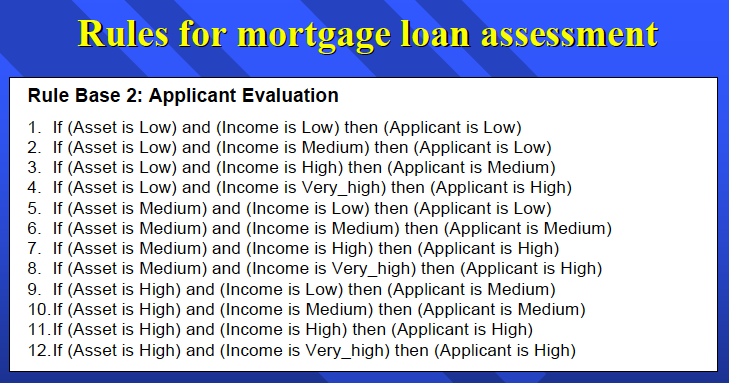 Rules for mortgage loan assessment
Rule Base 2: Applicant Evaluation
1. If (Asset is Low) and (Income is Low) then (Applicant is Low)
2. If (Asset is Low) and (Income is Medium) then (Applicant is Low)
3. If (Asset is Low) and (Income is High) then (Applicant is Medium)
4. If (Asset is Low) and (Income is Very_high) then (Applicant is High)
5. If (Asset is Medium) and (Income is Low) then (Applicant is Low)
6. If (Asset is Medium) and (Income is Medium) then (Applicant is Medium)
7. If (Asset is Medium) and (Income is High) then (Applicant is High)
8. If (Asset is Medium) and (Income is Very_high) then (Applicant is High)
9. If (Asset is High) and (Income is Low) then (Applicant is Medium)
10.If (Asset is High) and (Income is Medium) then (Applicant is Medium)
11.If (Asset is High) and (Income is High) then (Applicant is High)
12.If (Asset is High) and (Income is Very_high) then (Applicant is High)